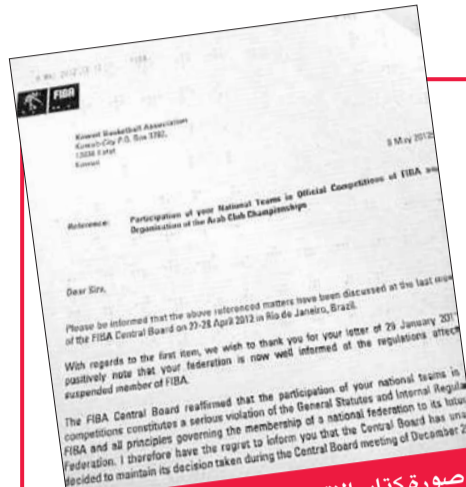 FIBA
Kuwait Basketball Association
Kuwait-City P.O. Box 3792,
Kuwait
8 May 2012
Reference: Participation of your National Teams in Official Competitions of FIBA and
Organisation of the Arab Club Championships
Dear Sirs,
Please be informed that the above referenced matters have been discussed at the last
of the FIBA Central Board on 27-28 April 2012 in Rio de Janeiro, Brazil.
With regards to the first item, we wish to thank you for your letter of 29 January
positively note that your federation is now well informed of the regulations
suspended member of FIBA.
The FIBA Central Board reaffirmed that the participation of your national teams in
competitions constitutes a serious violation of the General Statutes and Internal
FIBA and all principles governing the membership of a national federation to its
Federation. I therefore have the regret to inform you that the Central Board has
decided to maintain its decision taken during the Central Board meeting of December
صورة كتاب